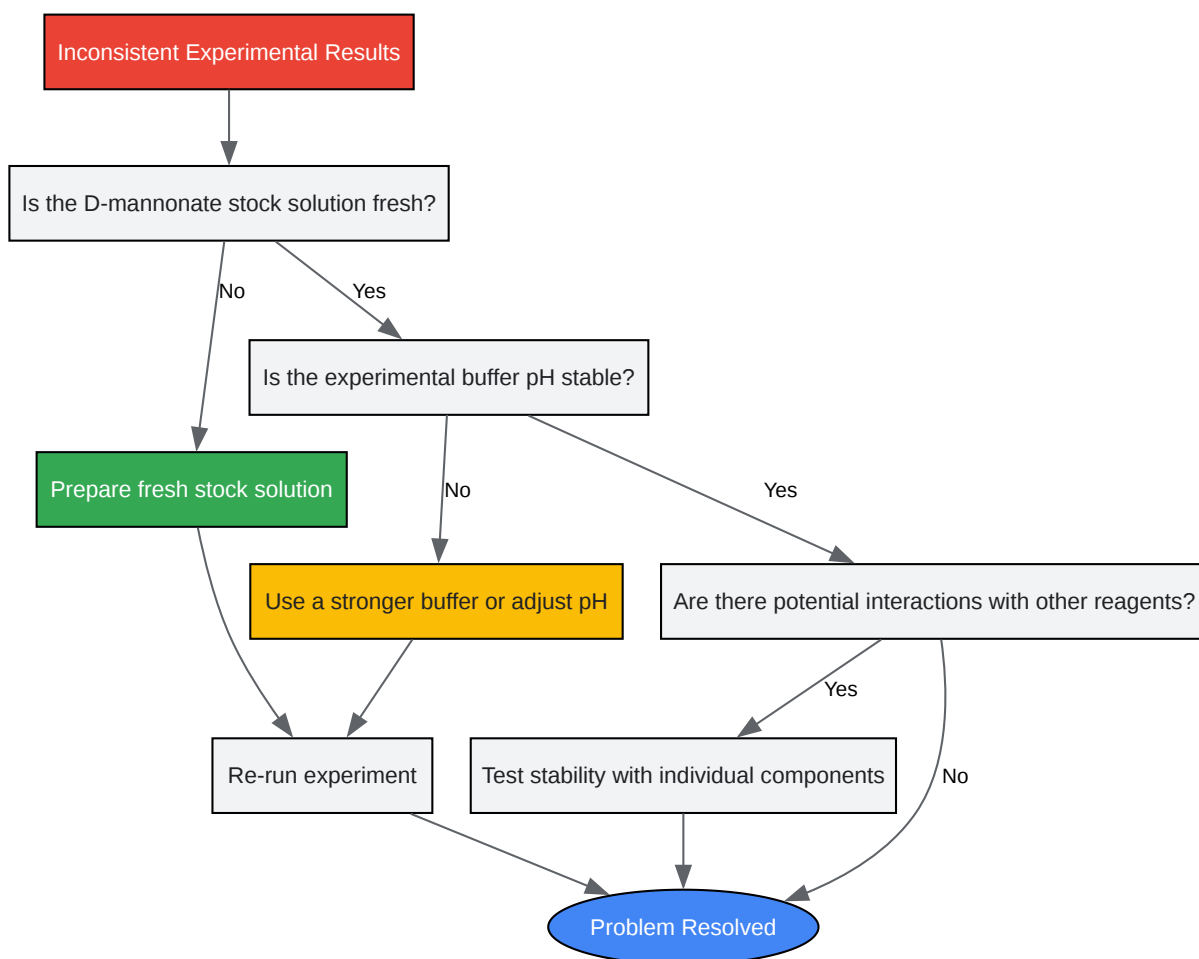 Inconsistent Experimental Results
Is the D-mannonate stock solution fresh?
No
Yes
Is the experimental buffer pH stable?
Prepare fresh stock solution
No
Yes
Use a stronger buffer or adjust pH
Are there potential interactions with other reagents?
Yes
Re-run experiment
Test stability with individual components
No
Problem Resolved